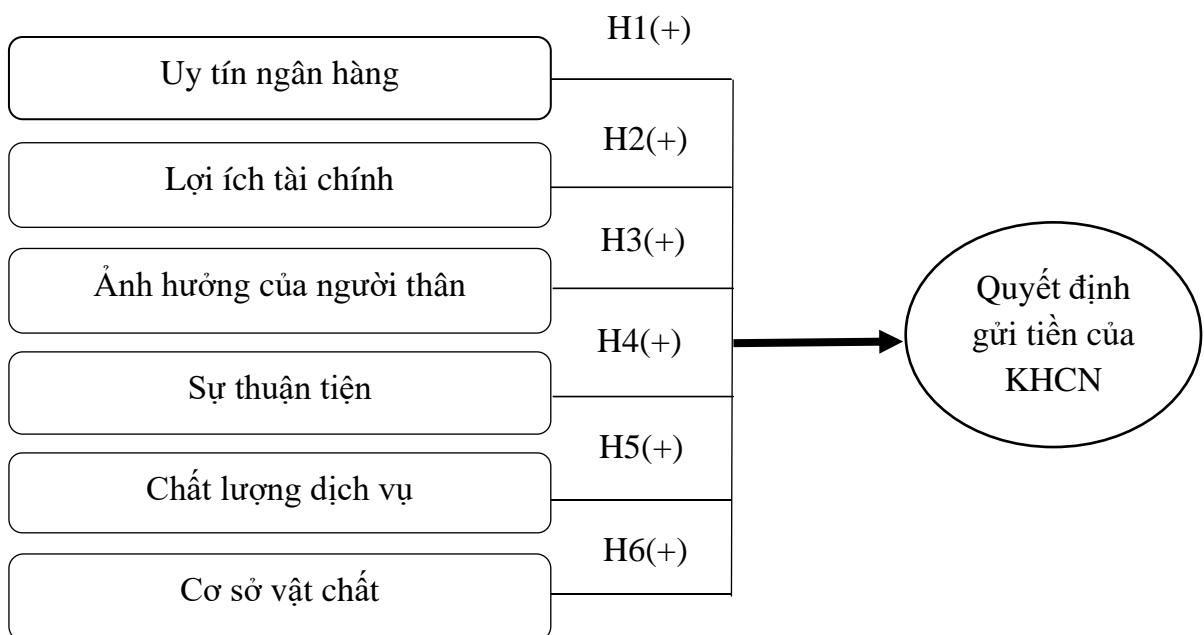 H1(+)
Uy tín ngân hàng
H2(+)
Lợi ích tài chính
H3(+)
Ảnh hưởng của người thân
H4(+)
Sự thuận tiện
H5(+)
Chất lượng dịch vụ
H6(+)
Cơ sở vật chất
Quyết định
gửi tiền của
KHCN